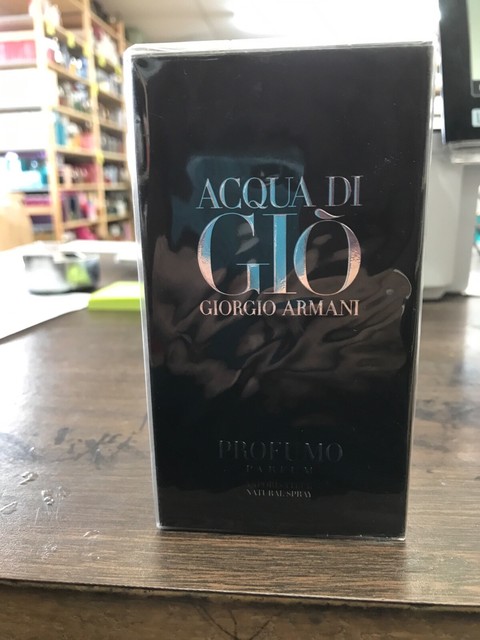 ACQUA DI
GIÒ
GIORGIO ARMANI
PROFUMO
PARFUM
NATURAL SPRAY